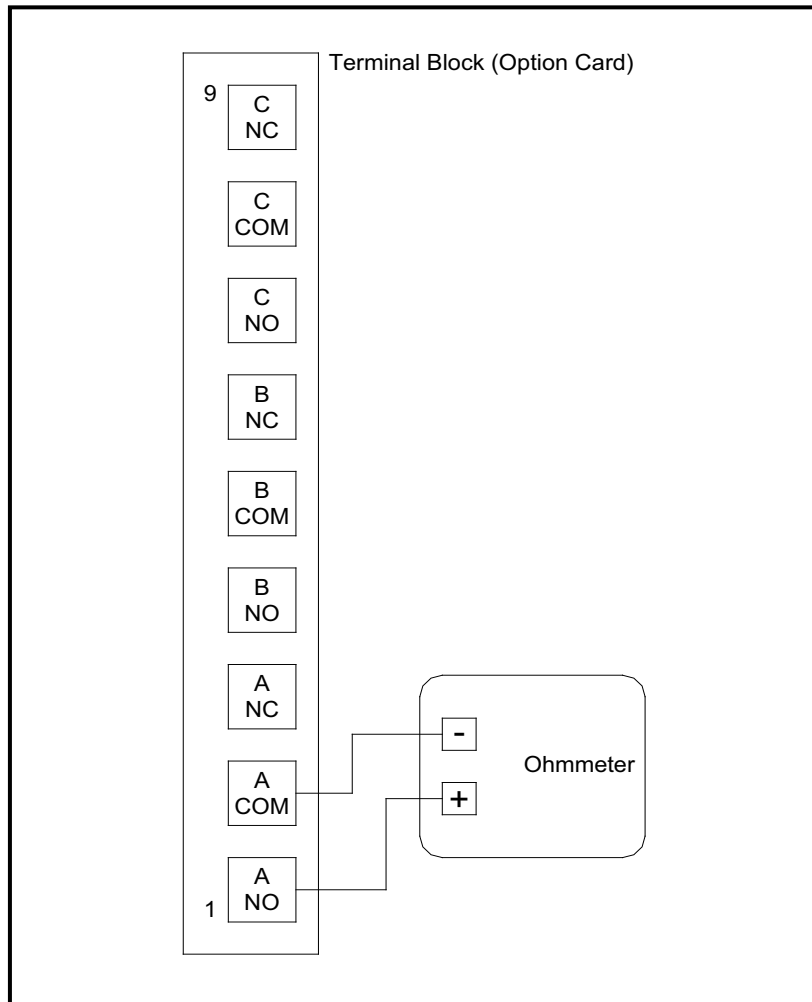 Terminal Block (Option Card)
9
C
NC
C
COM
C
NO
B
NC
B
COM
B
NO
A
NC
A
COM
A
NO
1
-
+
Ohmmeter